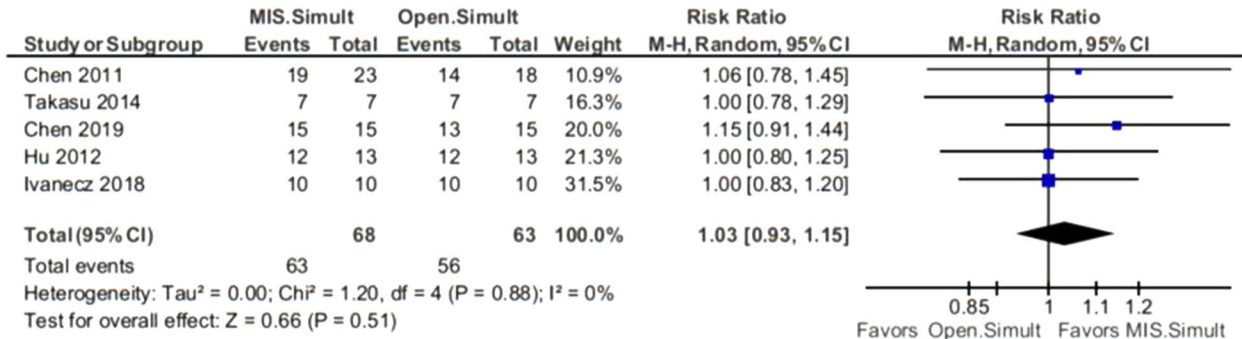 MIS.Simult Open.Simult Risk Ratio Risk Ratio
Study or Subgroup Events Total Events Total Weight M-H, Random, 95% CI M-H, Random, 95% CI
Chen 2011 19 23 14 18 10.9% 1.06 [0.78, 1.45]
Takasu 2014 7 7 7 7 16.3% 1.00 [0.78, 1.29]
Chen 2019 15 15 13 15 20.0% 1.15 [0.91, 1.44]
Hu 2012 12 13 12 13 21.3% 1.00 [0.80, 1.25]
Ivanecz 2018 10 10 10 10 31.5% 1.00 [0.83, 1.20]
Total (95% CI) 68 63 100.0% 1.03 [0.93, 1.15]
Total events 63 56
Heterogeneity: Tau² = 0.00; Chi² = 1.20, df = 4 (P = 0.88); I² = 0%
Test for overall effect: Z = 0.66 (P = 0.51)
0.85 1 1.1 1.2
Favors Open.Simult Favors MIS.Simult